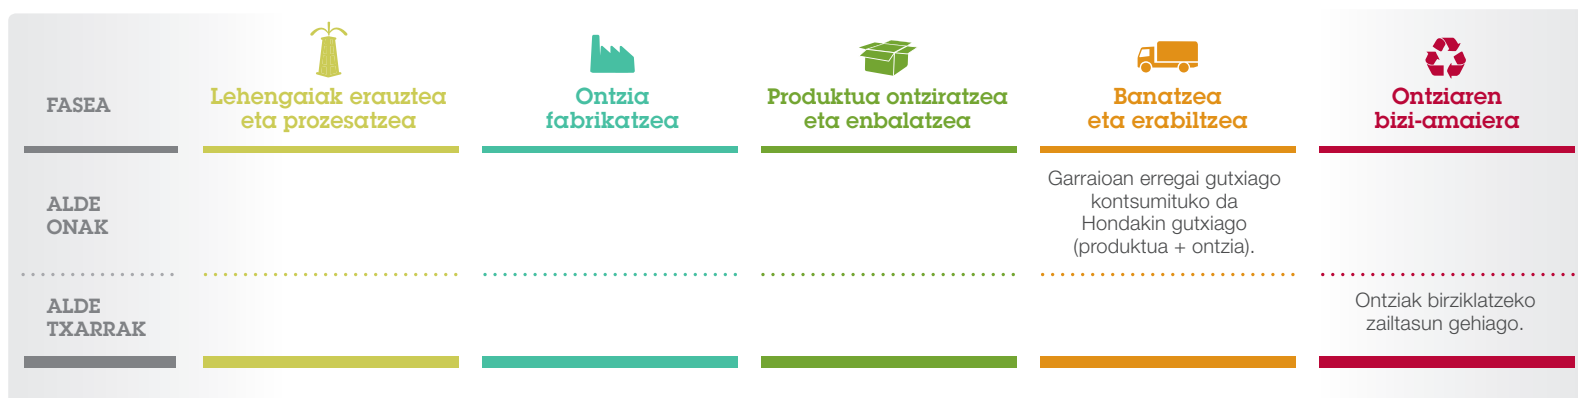 FASEA
Lehengaiak erauztea
eta prozesatzea
Ontzia
fabrikatzea
Produktua ontziratzea
eta enbalatzea
Banatzea
eta erabiltzea
Ontziaren
bizi-amaiera
ALDE
ONAK
Garraioan erregai gutxiago
kontsumituko da
Hondakin gutxiago
(produktua + ontzia).
ALDE
TXARRAK
Ontziak birziklatzeko
zailtasun gehiago.